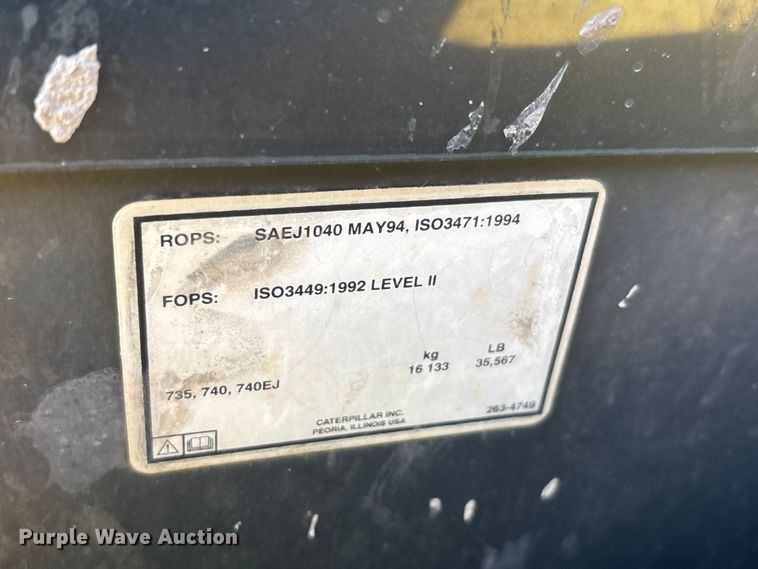 ROPS: SAEJ1040 MAY94, ISO3471:1994
FOPS: ISO3449:1992 LEVEL II
kg LB
735, 740, 740EJ 16 133 35,567
CATERPILLAR INC. 263-4749
PEORIA, ILLINOIS USA
Purple Wave Auction